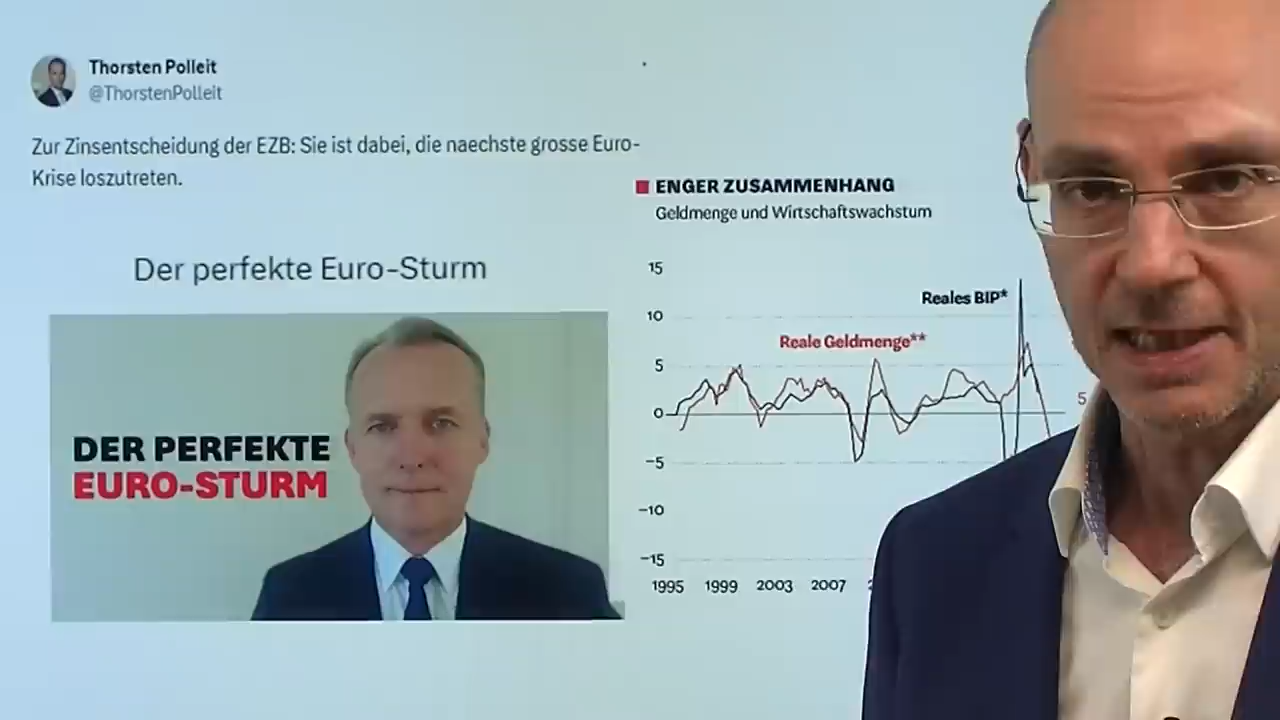 Thorsten Polleit
@ThorstenPolleit
Zur Zinsentscheidung der EZB: Sie ist dabei, die naechste grosse Euro-
Krise loszutreten.
Der perfekte Euro-Sturm
DER PERFEKTE
EURO-STURM
ENGER ZUSAMMENHANG
Geldmenge und Wirtschaftswachstum
15
Reales BIP*
10
Reale Geldmenge**
5
5
0
-5
-10
-15
1995 1999 2003 2007